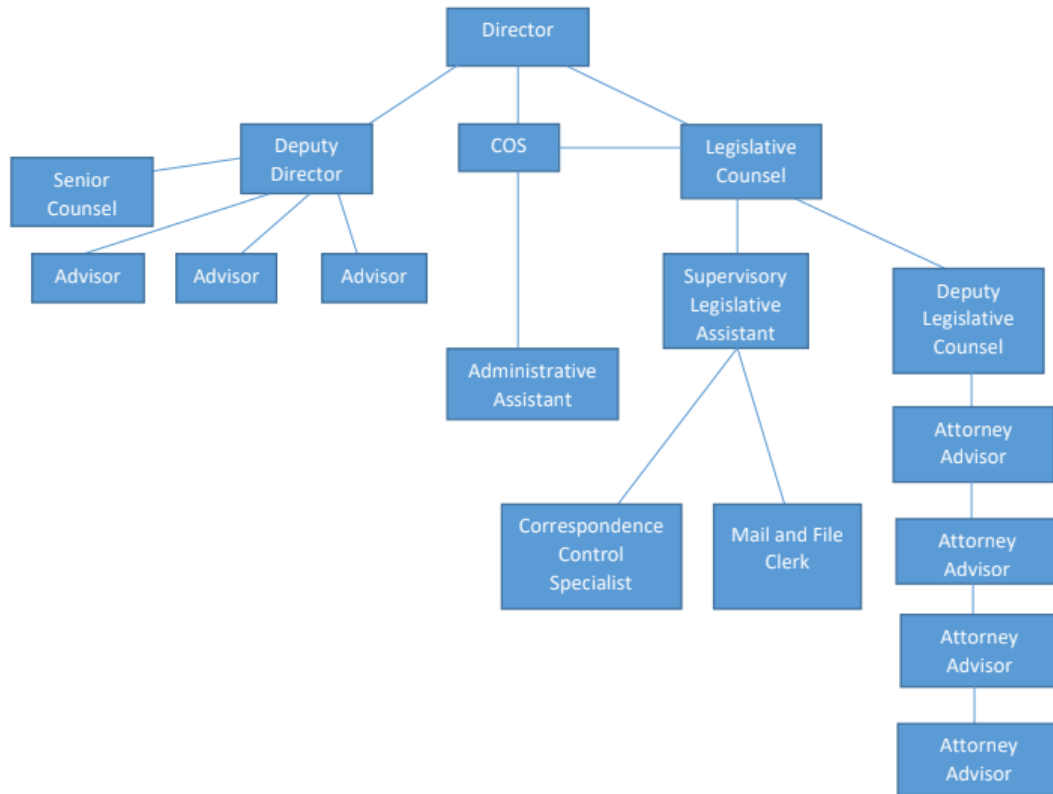 Director
Deputy
Director
COS
Legislative
Counsel
Senior
Counsel
Advisor
Advisor
Advisor
Supervisory
Legislative
Assistant
Deputy
Legislative
Counsel
Administrative
Assistant
Attorney
Advisor
Correspondence
Control
Specialist
Mail and File
Clerk
Attorney
Advisor
Attorney
Advisor
Attorney
Advisor